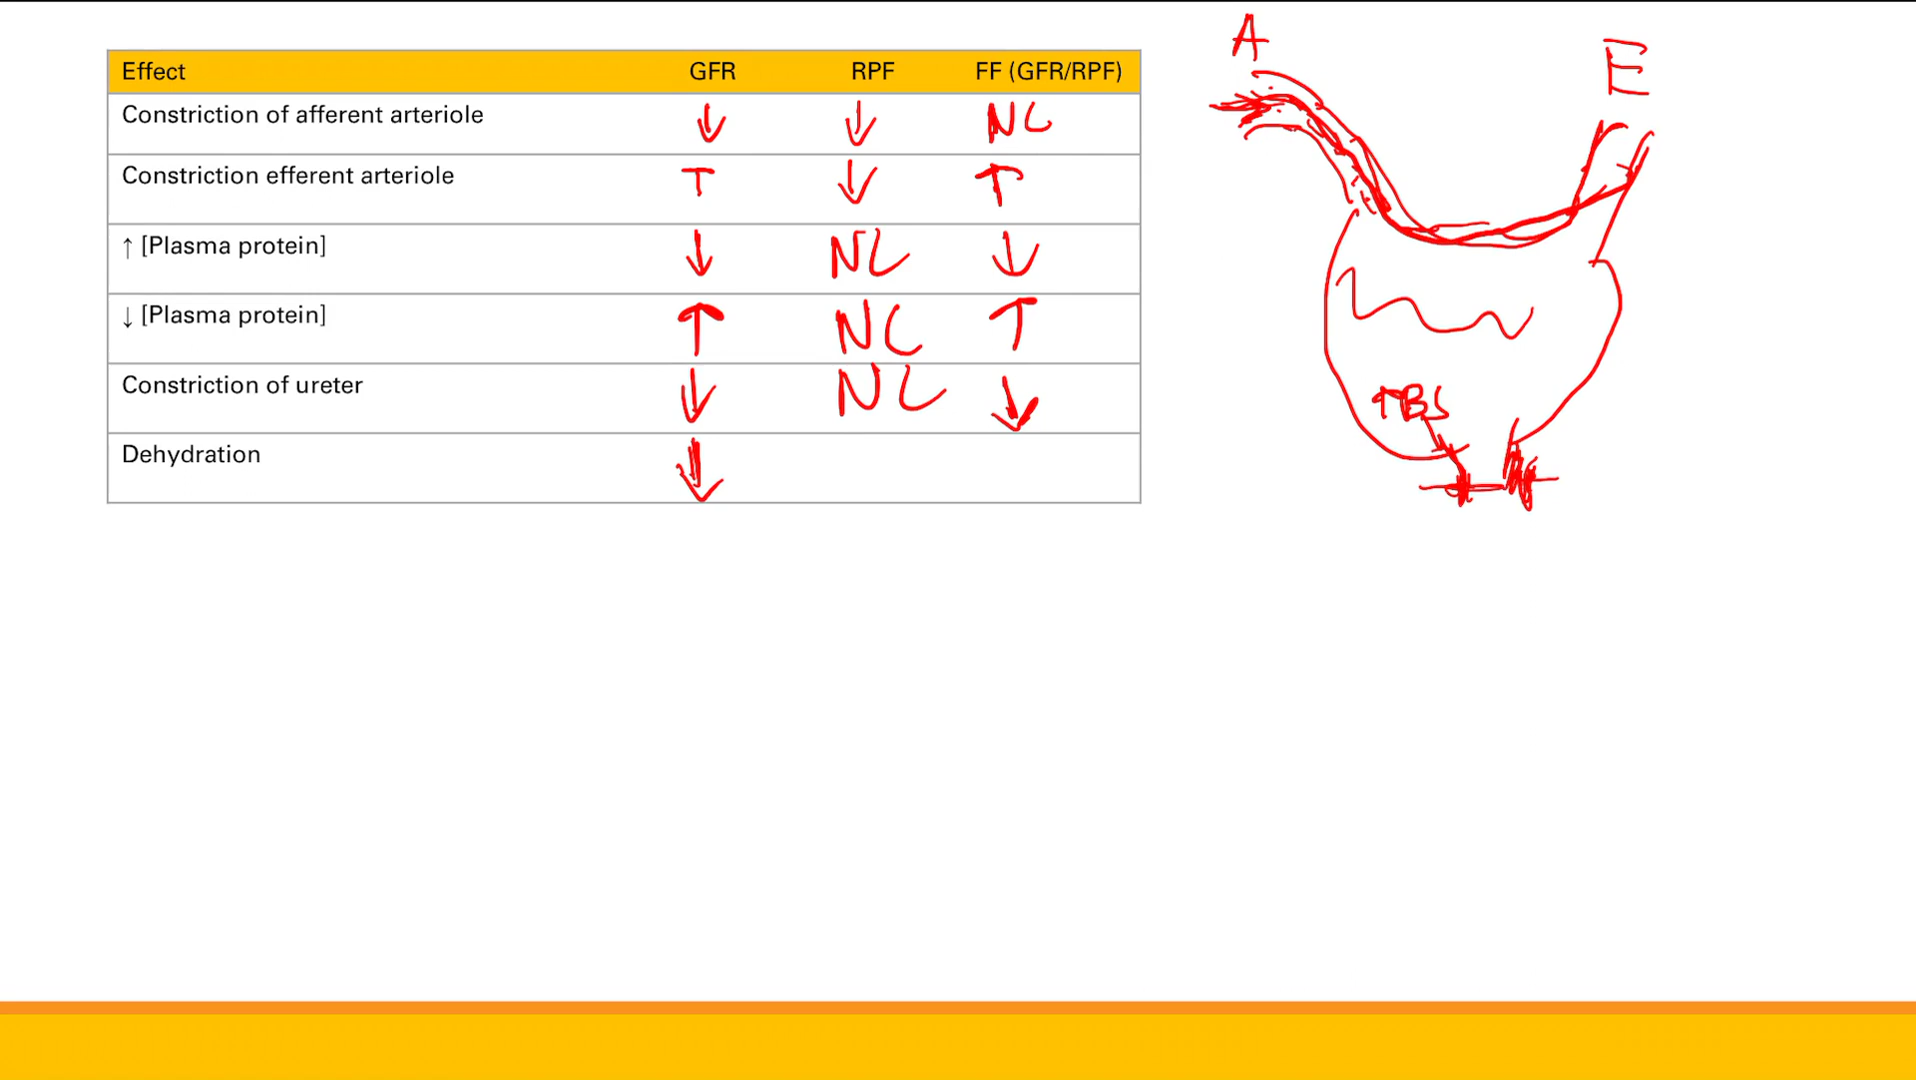 Effect GFR RPF FF (GFR/RPF)
Constriction of afferent arteriole ↓ ↓ NC
Constriction efferent arteriole ↑ ↓ ↑
↑ [Plasma protein] ↓ NC ↓
↓ [Plasma protein] ↑ NC ↑
Constriction of ureter ↓ NC ↓
Dehydration ↓
A
E
↑BS